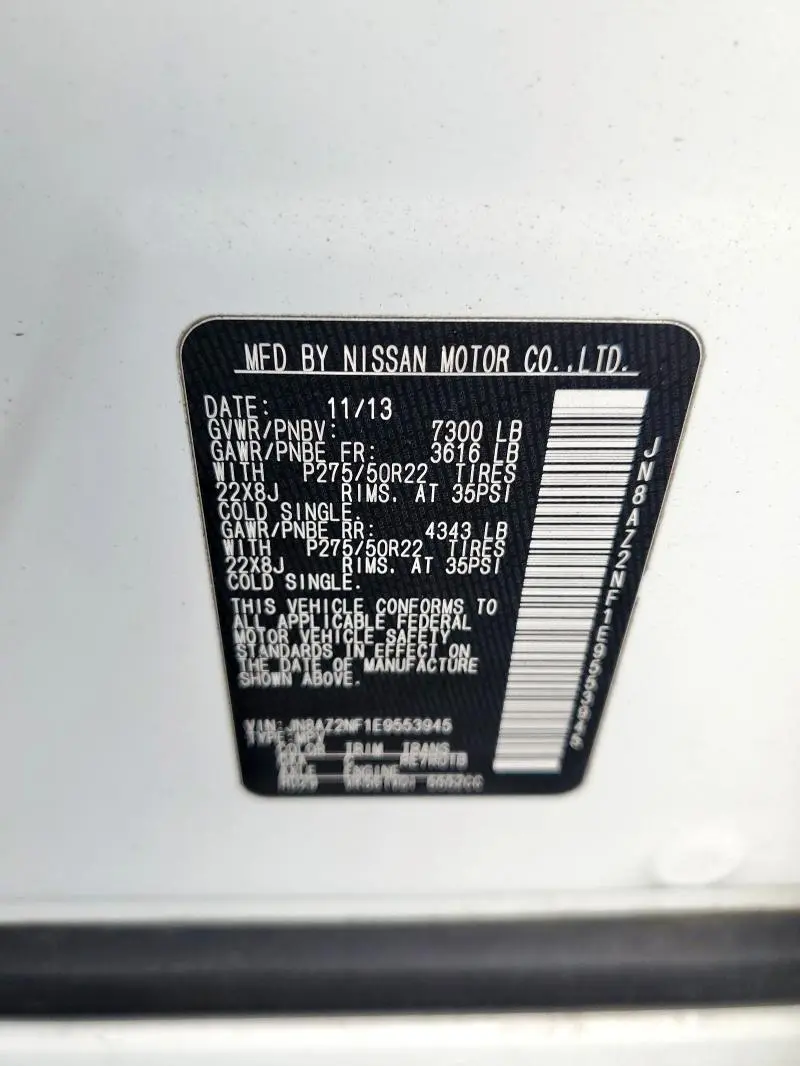 MFD BY NISSAN MOTOR CO.,LTD.
DATE: 11/13
GVWR/PNBV: 7300 LB
GAWR/PNBE FR: 3616 LB
WITH P275/50R22 TIRES
22X8J RIMS, AT 35PSI
COLD SINGLE.
GAWR/PNBE RR: 4343 LB
WITH P275/50R22 TIRES
22X8J RIMS, AT 35PSI
COLD SINGLE.
THIS VEHICLE CONFORMS TO
ALL APPLICABLE FEDERAL
MOTOR VEHICLE SAFETY
STANDARDS IN EFFECT ON
THE DATE OF MANUFACTURE
SHOWN ABOVE.
VIN:JN8AZ2NF1E9553945
TYPE:MPV
COLOR TRIM TRANS
AXLE ENGINE
JN8AZ2NF1E9553945